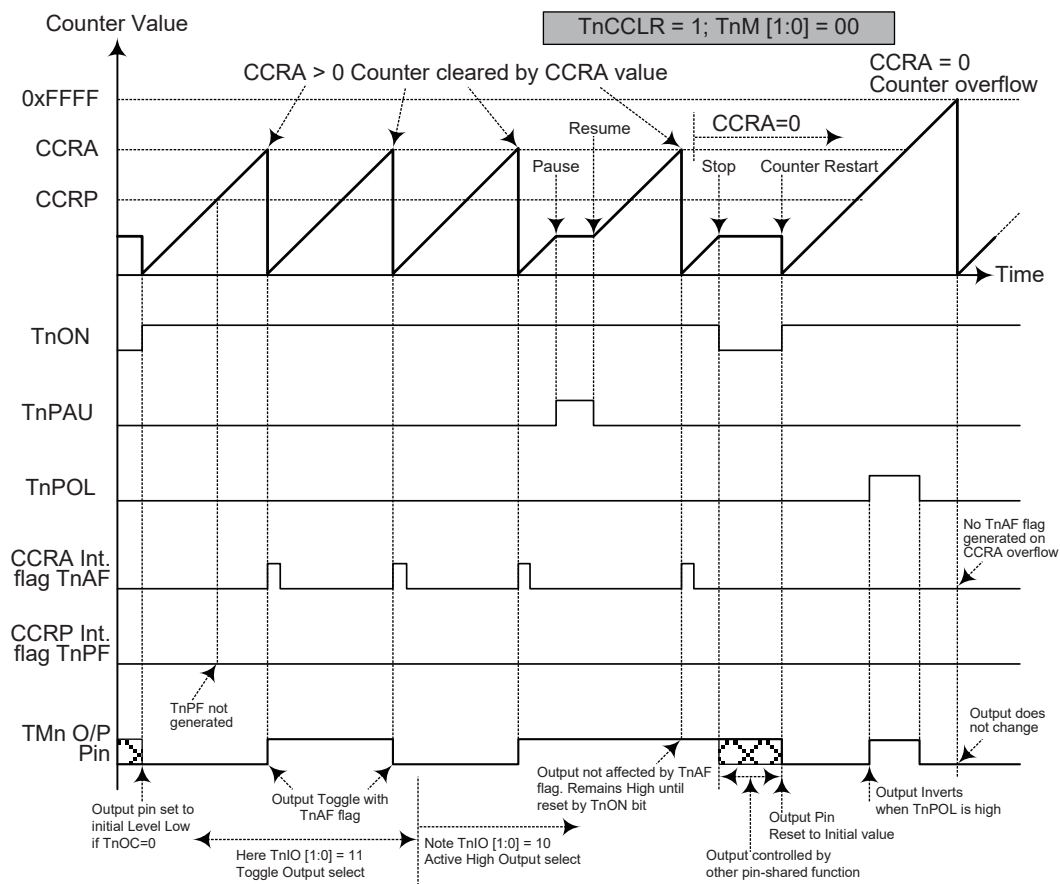 Counter Value
TnCCLR = 1; TnM [1:0] = 00
CCRA > 0 Counter cleared by CCRA value
CCRA = 0
Counter overflow
0xFFFF
CCRA
CCRP
Resume
CCRA=0
Pause
Stop
Counter Restart
Time
TnON
TnPAU
TnPOL
No TnAF flag
generated on
CCRA overflow
CCRA Int.
flag TnAF
CCRP Int.
flag TnPF
TnPF not
generated
TMn O/P
Pin
Output does
not change
Output pin set to
initial Level Low
if TnOC=0
Output Toggle with
TnAF flag
Here TnIO [1:0] = 11
Toggle Output select
Note TnIO [1:0] = 10
Active High Output select
Output not affected by TnAF
flag. Remains High until
reset by TnON bit
Output controlled by
other pin-shared function
Output Pin
Reset to Initial value
Output Inverts
when TnPOL is high